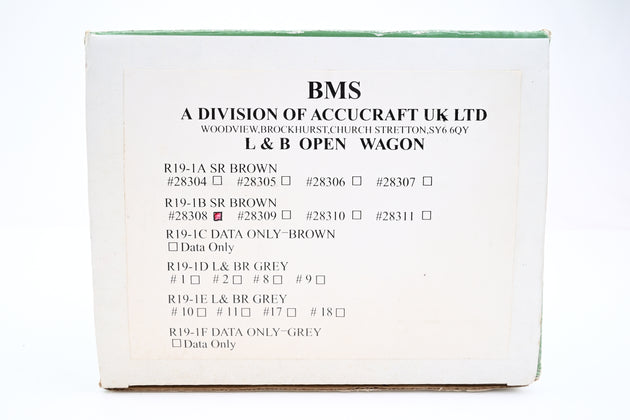 BMS
A DIVISION OF ACCUCRAFT UK LTD
WOODVIEW,BROCKHURST,CHURCH STRETTON,SY6 6QY
L & B OPEN WAGON
R19-1A SR BROWN
#28304 ☐ #28305 ☐ #28306 ☐ #28307 ☐
R19-1B SR BROWN
#28308 ☒ #28309 ☐ #28310 ☐ #28311 ☐
R19-1C DATA ONLY-BROWN
☐ Data Only
R19-1D L& BR GREY
# 1 ☐ # 2 ☐ # 8 ☐ # 9 ☐
R19-1E L& BR GREY
# 10 ☐ # 11 ☐ #17 ☐ # 18 ☐
R19-1F DATA ONLY-GREY
☐ Data Only